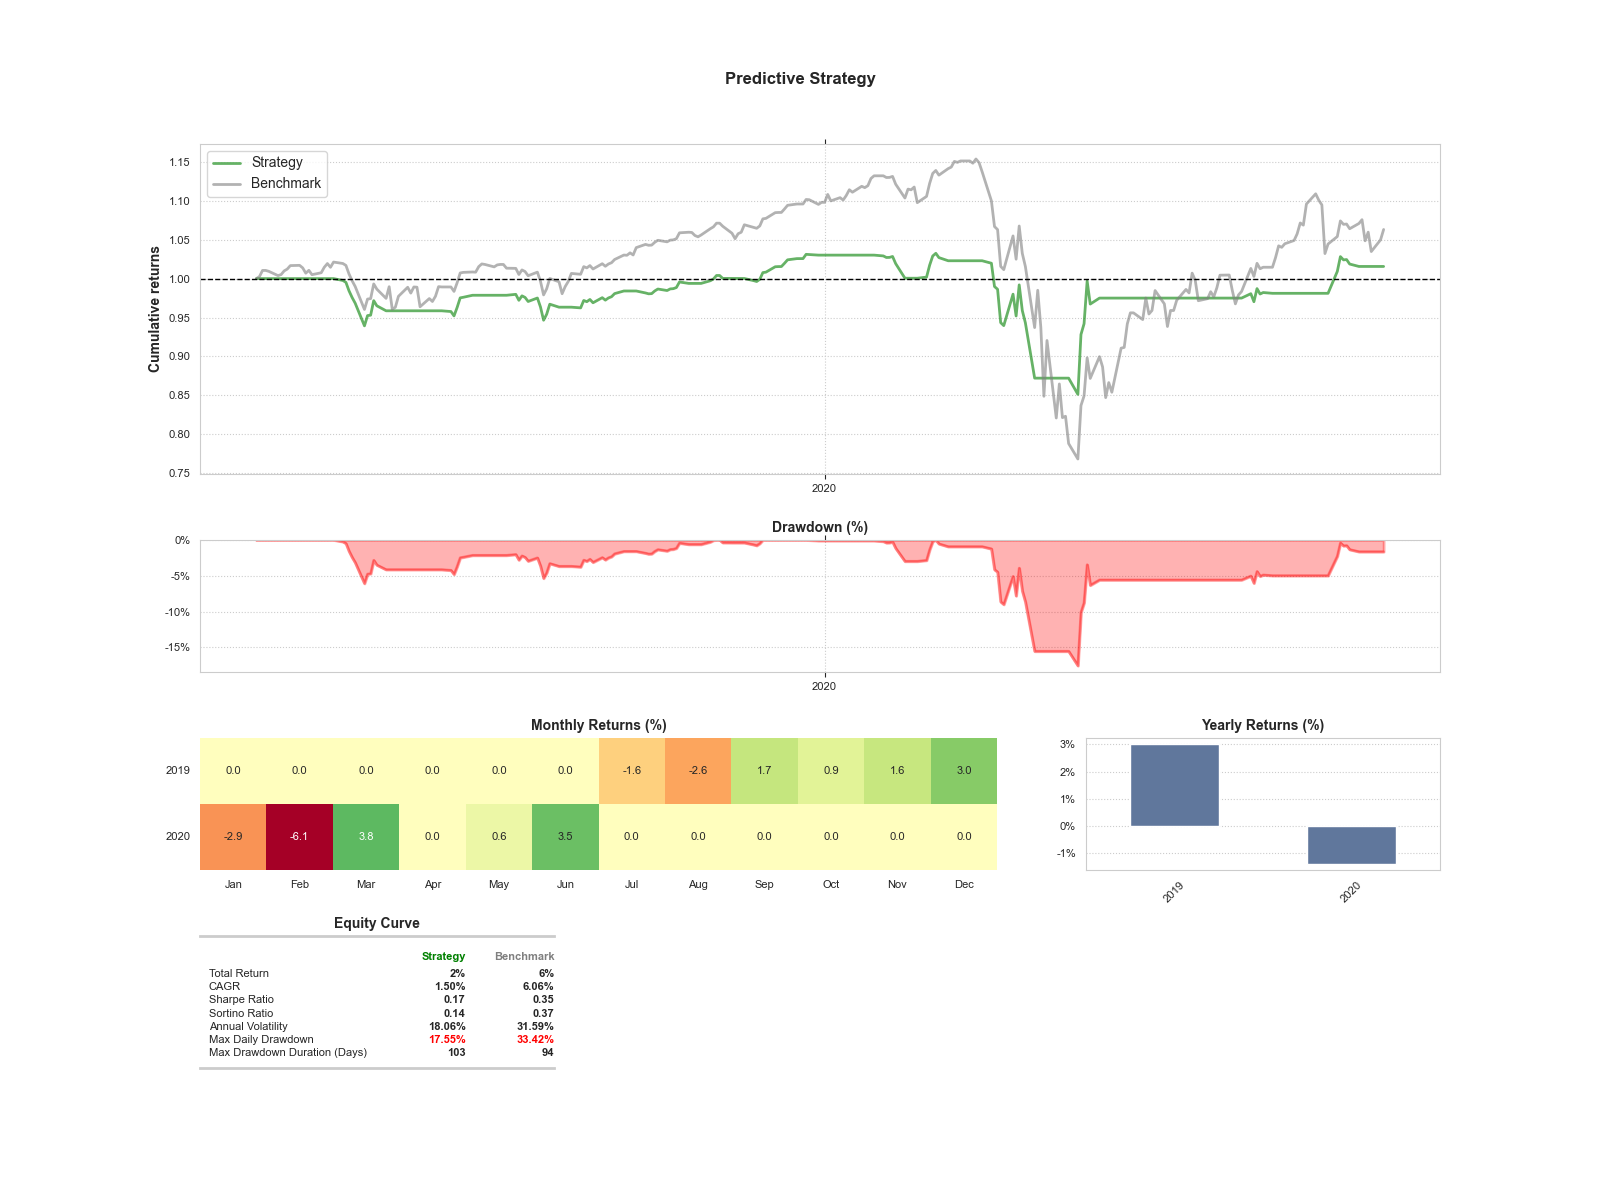 Predictive Strategy
Strategy
Benchmark
Cumulative returns
1.15
1.10
1.05
1.00
0.95
0.90
0.85
0.80
0.75
2020
Drawdown (%)
0%
-5%
-10%
-15%
2020
Monthly Returns (%)
2019 0.0 0.0 0.0 0.0 0.0 0.0 -1.6 -2.6 1.7 0.9 1.6 3.0
2020 -2.9 -6.1 3.8 0.0 0.6 3.5 0.0 0.0 0.0 0.0 0.0 0.0
Jan Feb Mar Apr May Jun Jul Aug Sep Oct Nov Dec
Yearly Returns (%)
3%
2%
1%
0%
-1%
2019 2020
Equity Curve
Strategy Benchmark
Total Return 2% 6%
CAGR 1.50% 6.06%
Sharpe Ratio 0.17 0.35
Sortino Ratio 0.14 0.37
Annual Volatility 18.06% 31.59%
Max Daily Drawdown 17.55% 33.42%
Max Drawdown Duration (Days) 103 94